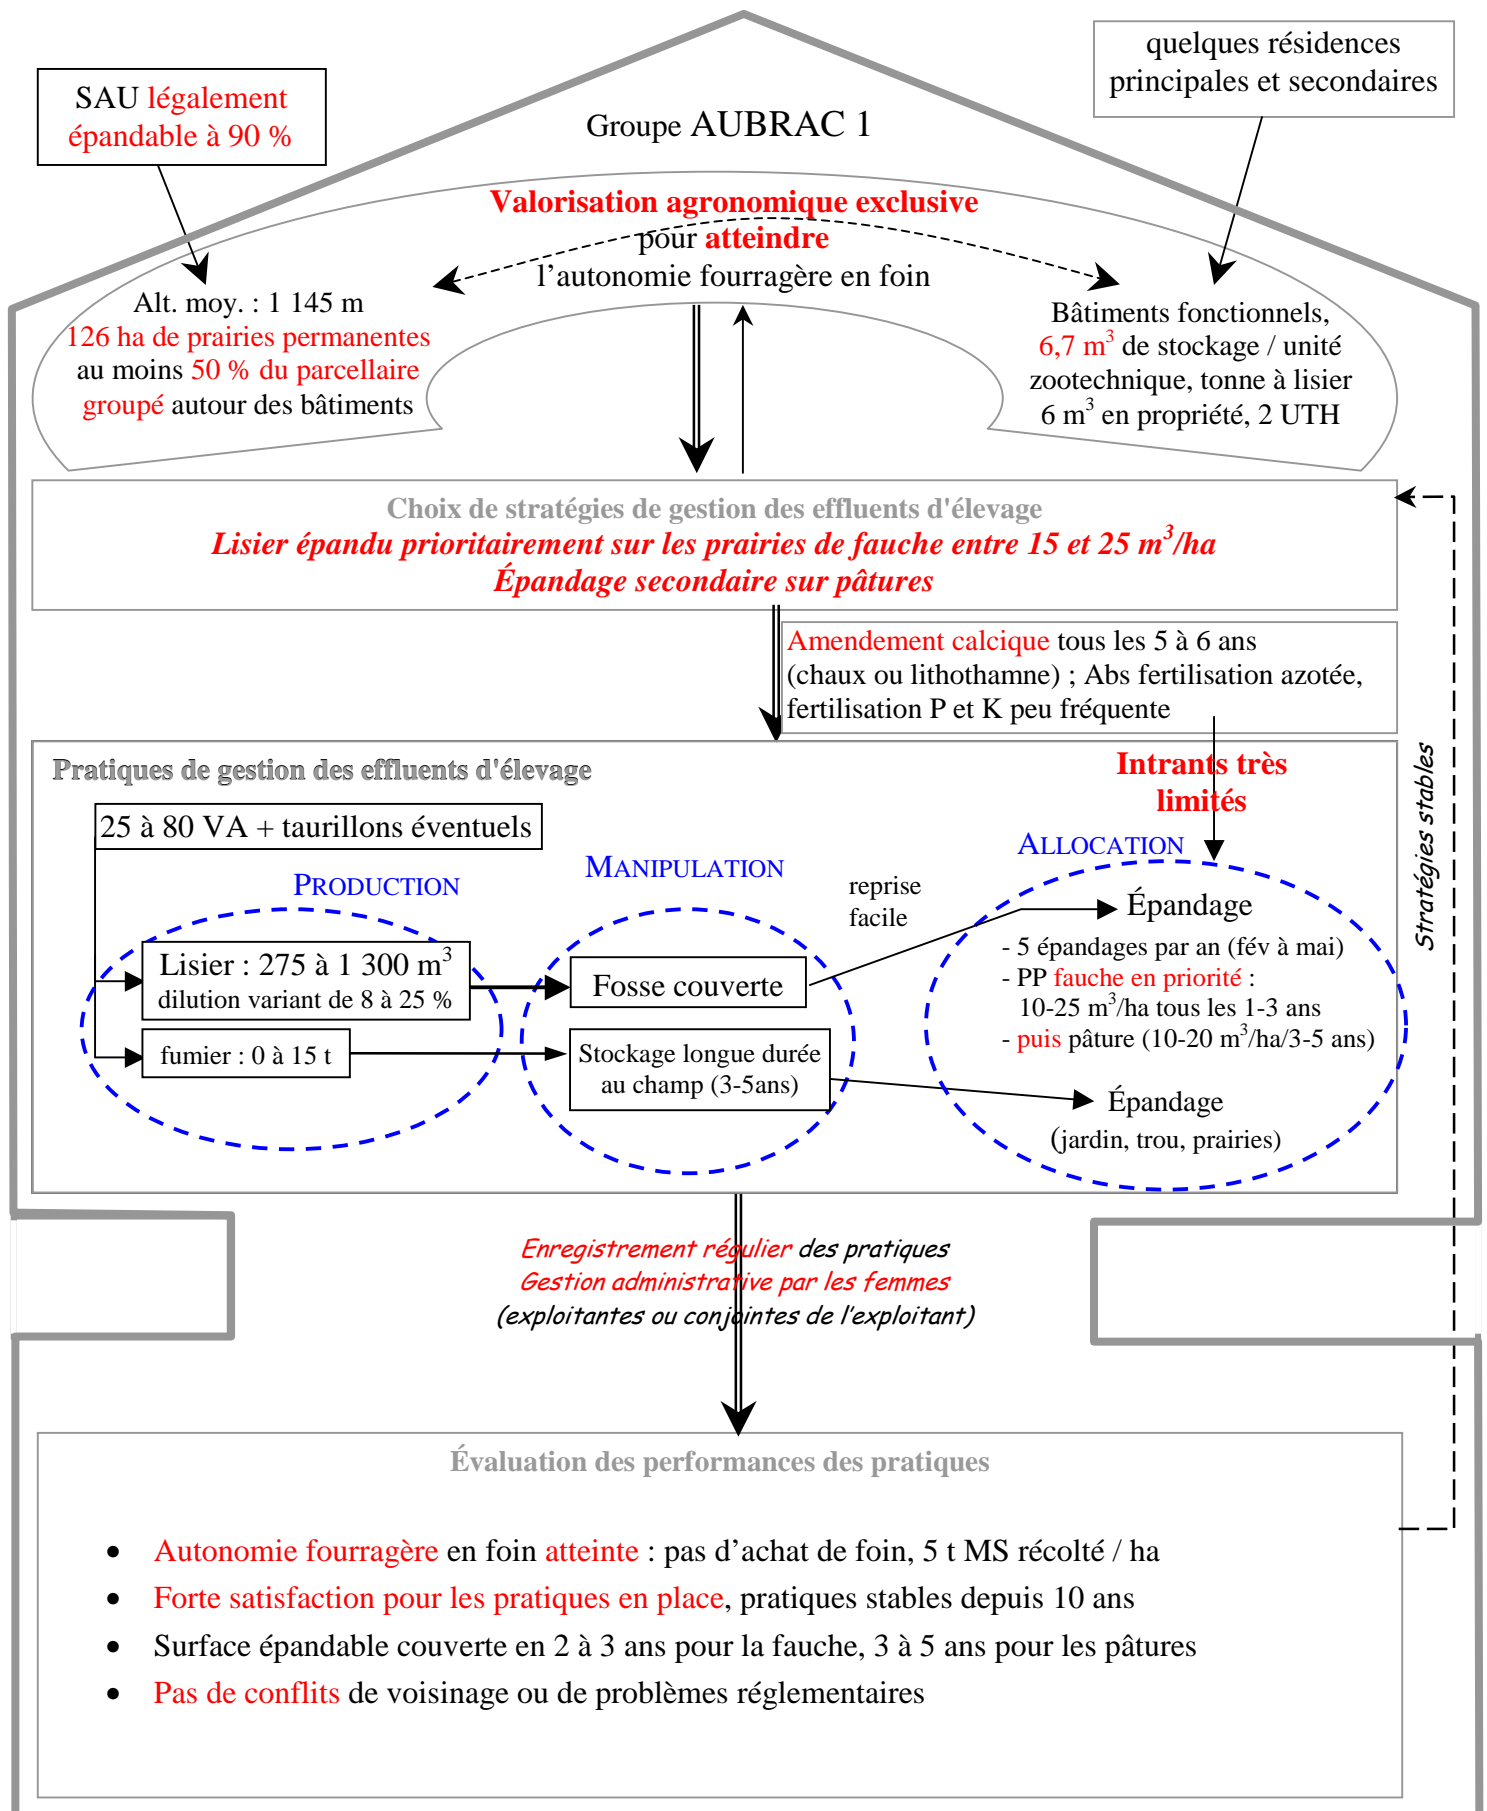 SAU légalement
épandable à 90 %
quelques résidences
principales et secondaires
Groupe AUBRAC 1
Valorisation agronomique exclusive
pour atteindre
l'autonomie fourragère en foin
Alt. moy. : 1 145 m
126 ha de prairies permanentes
au moins 50 % du parcellaire
groupé autour des bâtiments
Bâtiments fonctionnels,
6,7 m³ de stockage / unité
zootechnique, tonne à lisier
6 m³ en propriété, 2 UTH
Choix de stratégies de gestion des effluents d'élevage
Lisier épandu prioritairement sur les prairies de fauche entre 15 et 25 m³/ha
Épandage secondaire sur pâtures
Amendement calcique tous les 5 à 6 ans
(chaux ou lithothamne) ; Abs fertilisation azotée,
fertilisation P et K peu fréquente
Stratégies stables
Pratiques de gestion des effluents d'élevage
Intrants très
limités
25 à 80 VA + taurillons éventuels
PRODUCTION
MANIPULATION
ALLOCATION
Lisier : 275 à 1 300 m³
dilution variant de 8 à 25 %
fumier : 0 à 15 t
Fosse couverte
Stockage longue durée
au champ (3-5ans)
reprise
facile
Épandage
- 5 épandages par an (fév à mai)
- PP fauche en priorité :
10-25 m³/ha tous les 1-3 ans
- puis pâture (10-20 m³/ha/3-5 ans)
Épandage
(jardin, trou, prairies)
Enregistrement régulier des pratiques
Gestion administrative par les femmes
(exploitantes ou conjointes de l'exploitant)
Évaluation des performances des pratiques
• Autonomie fourragère en foin atteinte : pas d'achat de foin, 5 t MS récolté / ha
• Forte satisfaction pour les pratiques en place, pratiques stables depuis 10 ans
• Surface épandable couverte en 2 à 3 ans pour la fauche, 3 à 5 ans pour les pâtures
• Pas de conflits de voisinage ou de problèmes réglementaires